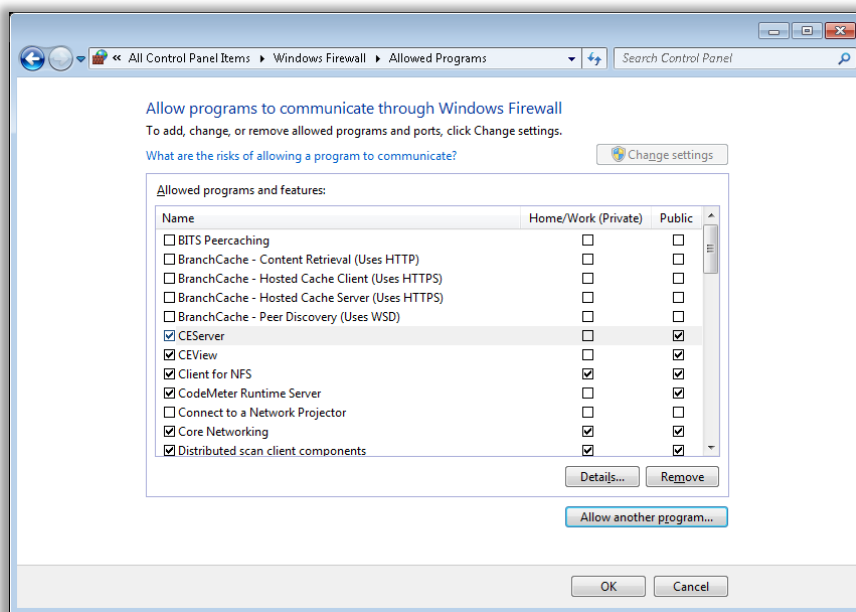 « All Control Panel Items ▸ Windows Firewall ▸ Allowed Programs Search Control Panel
Allow programs to communicate through Windows Firewall
To add, change, or remove allowed programs and ports, click Change settings.
What are the risks of allowing a program to communicate? Change settings
Allowed programs and features:
Name Home/Work (Private) Public
BITS Peercaching
BranchCache - Content Retrieval (Uses HTTP)
BranchCache - Hosted Cache Client (Uses HTTPS)
BranchCache - Hosted Cache Server (Uses HTTPS)
BranchCache - Peer Discovery (Uses WSD)
CEServer
CEView
Client for NFS
CodeMeter Runtime Server
Connect to a Network Projector
Core Networking
Distributed scan client components
Details... Remove
Allow another program...
OK Cancel